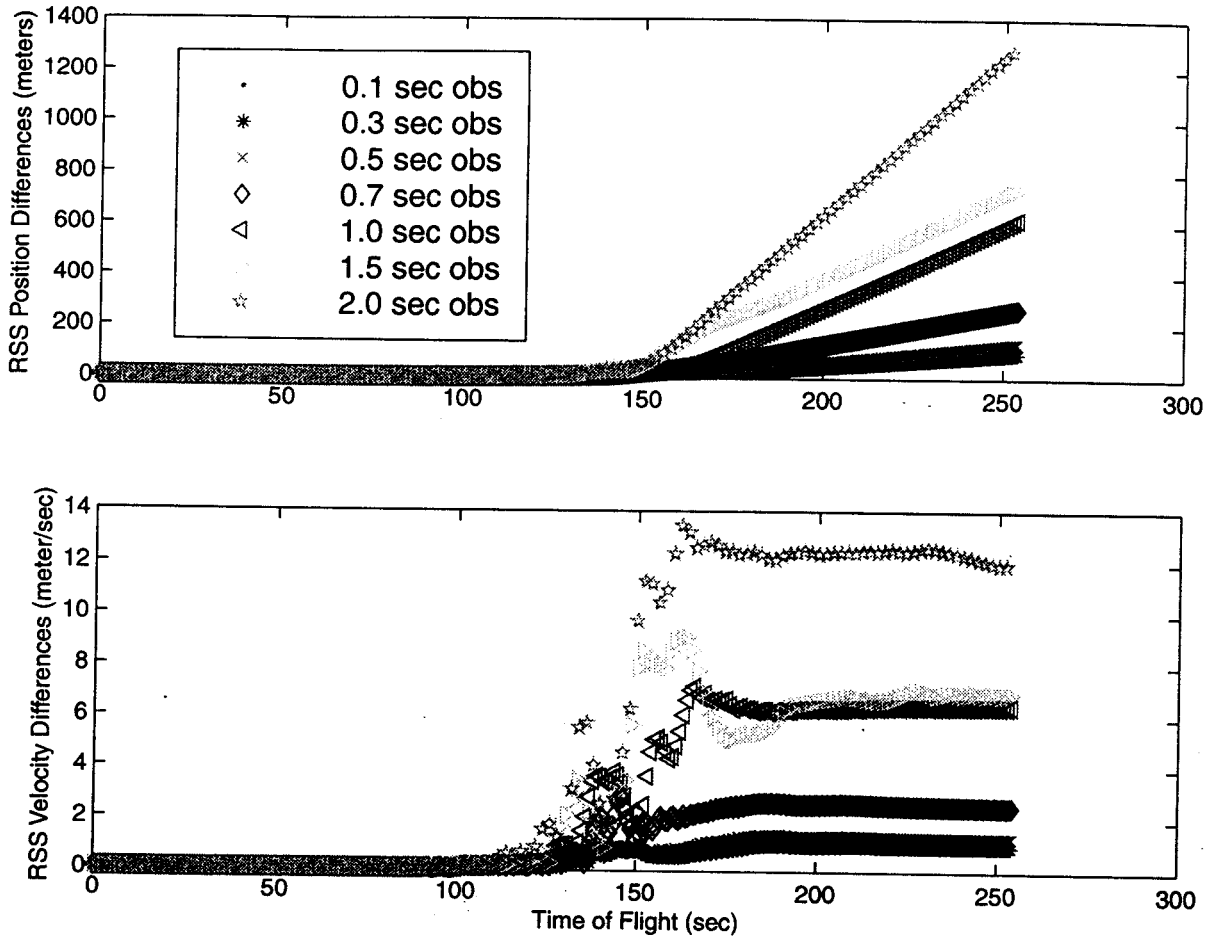 1400
1200
1000
800
600
400
200
0
RSS Position Differences (meters)
0.1 sec obs
0.3 sec obs
0.5 sec obs
0.7 sec obs
1.0 sec obs
1.5 sec obs
2.0 sec obs
0 50 100 150 200 250 300
14
12
10
8
6
4
2
0
RSS Velocity Differences (meter/sec)
0 50 100 150 200 250 300
Time of Flight (sec)